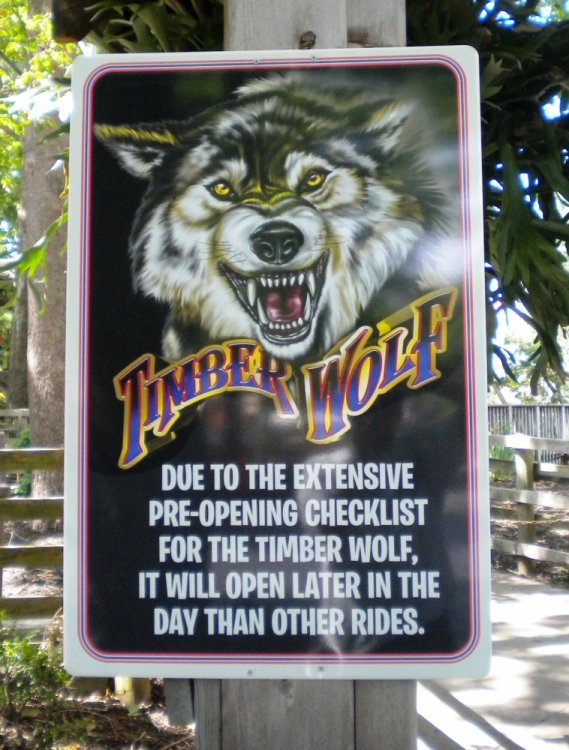 TIMBER WOLF
DUE TO THE EXTENSIVE
PRE-OPENING CHECKLIST
FOR THE TIMBER WOLF,
IT WILL OPEN LATER IN THE
DAY THAN OTHER RIDES.